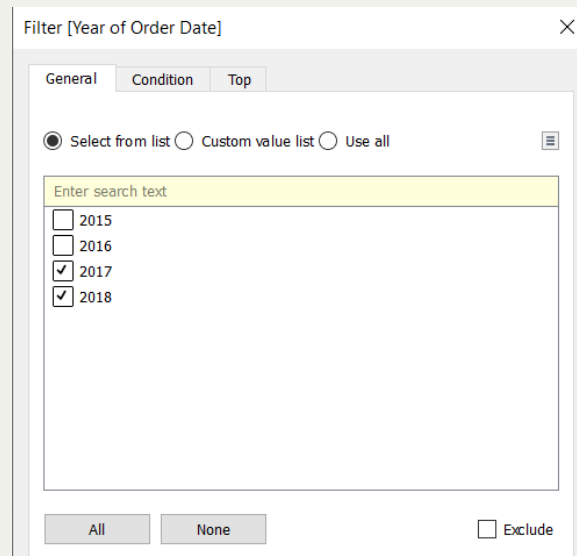 Filter [Year of Order Date]
General Condition Top
Select from list Custom value list Use all
Enter search text
2015
2016
2017
2018
All None Exclude